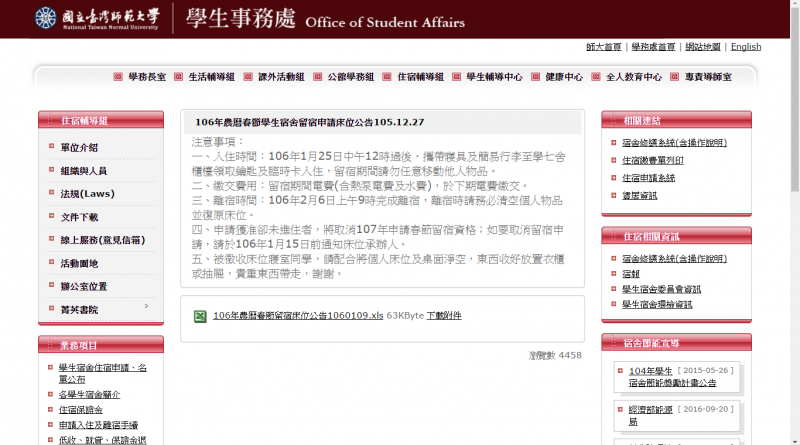 國立臺灣師範大學
National Taiwan Normal University
學生事務處 Office of Student Affairs
師大首頁 | 學務處首頁 | 網站地圖 | English
學務長室
生活輔導組
課外活動組
公館學務組
住宿輔導組
學生輔導中心
健康中心
全人教育中心
專責導師室
住宿輔導組
單位介紹
組織與人員
法規(Laws)
文件下載
線上服務(意見信箱)
活動園地
辦公室位置
菁英書院
業務項目
學生宿舍住宿申請、名
單公布
各學生宿舍簡介
住宿保證金
申請入住及離宿手續
低收、就貸、保證金退
106年農曆春節學生宿舍留宿申請床位公告105.12.27
注意事項：
一、入住時間：106年1月25日中午12時過後，攜帶寢具及簡易行李至學七舍
櫃檯領取鑰匙及臨時卡入住，留宿期間請勿任意移動他人物品。
二、繳交費用：留宿期間電費(含熱泵電費及水費)，於下期電費繳交。
三、離宿時間：106年2月6日上午9時完成離宿，離宿時請務必清空個人物品
並復原床位。
四、申請獲准卻未進住者，將取消107年申請春節留宿資格；如要取消留宿申
請，請於106年1月15日前通知床位承辦人。
五、被徵收床位寢室同學，請配合將個人床位及桌面淨空，東西收好放置衣櫃
或抽屜，貴重東西帶走，謝謝。
106年農曆春節留宿床位公告1060109.xls 63KByte 下載附件
瀏覽數 4458
相關連結
宿舍修繕系統(含操作說明)
住宿繳費單列印
住宿申請系統
賃居資訊
住宿相關資訊
宿舍修繕系統(含操作說明)
宿報
學生宿舍委員會資訊
學生宿舍環檢資訊
宿舍節能宣導
104年學生 [ 2015-05-26 ]
宿舍節能獎勵計畫公告
經濟部能源 [ 2016-09-20 ]
局